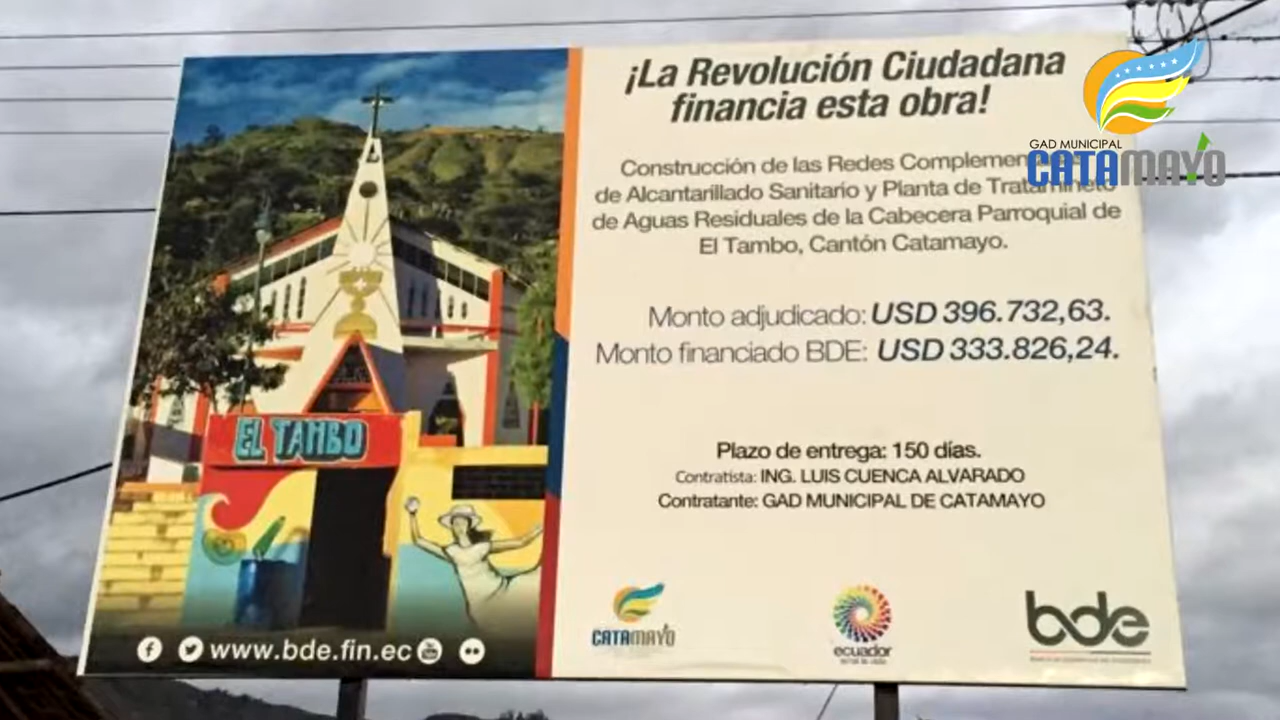 ¡La Revolución Ciudadana
financia esta obra!
GAD MUNICIPAL
CATAMAYO
Construcción de las Redes
de Alcantarillado Sanitario y Planta de Tratamineto
de Aguas Residuales de la Cabecera Parroquial de
El Tambo, Cantón Catamayo.
Monto adjudicado: USD 396.732,63.
Monto financiado BDE: USD 333.826,24.
EL TAMBO
Plazo de entrega: 150 días.
Contratista: ING. LUIS CUENCA ALVARADO
Contratante: GAD MUNICIPAL DE CATAMAYO
www.bde.fin.ec
CATAMAYO
ecuador
bde